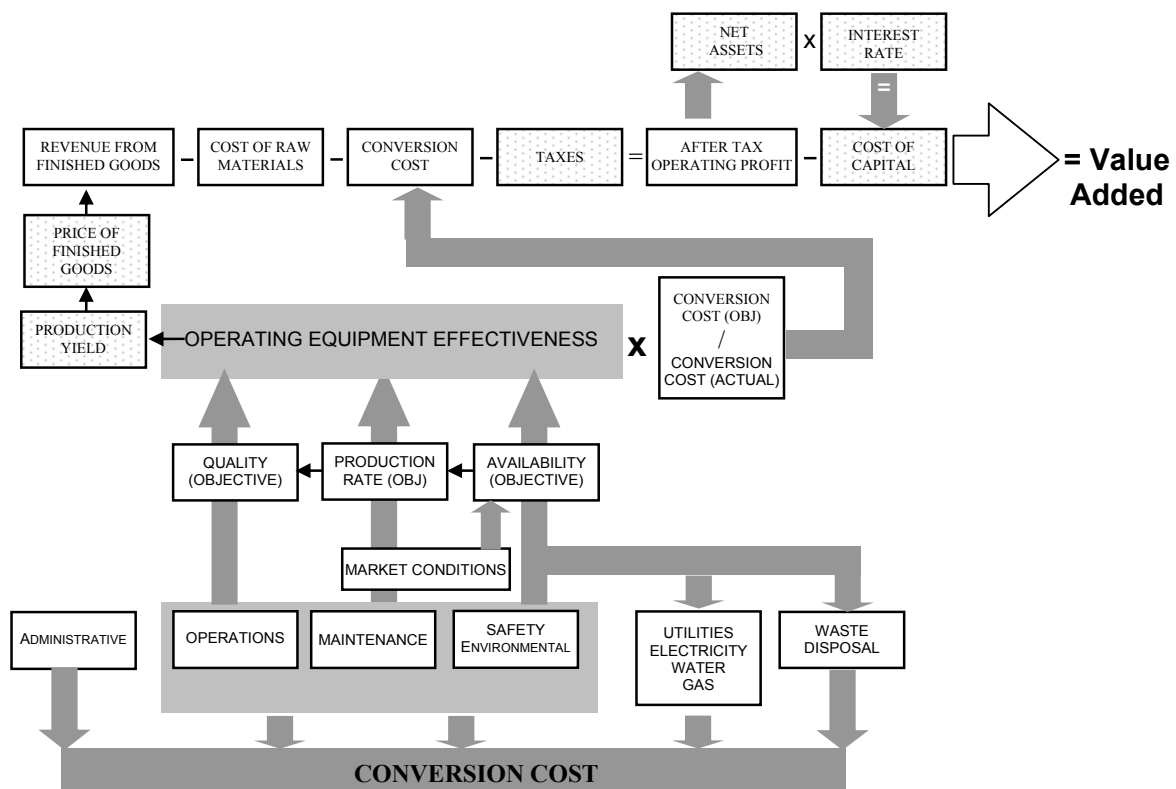 NET
ASSETS
x
INTEREST
RATE
=
REVENUE FROM
FINISHED GOODS
–
COST OF RAW
MATERIALS
–
CONVERSION
COST
–
TAXES
=
AFTER TAX
OPERATING PROFIT
–
COST OF
CAPITAL
= Value
Added
PRICE OF
FINISHED
GOODS
PRODUCTION
YIELD
OPERATING EQUIPMENT EFFECTIVENESS
x
CONVERSION
COST (OBJ)
/
CONVERSION
COST (ACTUAL)
QUALITY
(OBJECTIVE)
PRODUCTION
RATE (OBJ)
AVAILABILITY
(OBJECTIVE)
MARKET CONDITIONS
ADMINISTRATIVE
OPERATIONS
MAINTENANCE
SAFETY
ENVIRONMENTAL
UTILITIES
ELECTRICITY
WATER
GAS
WASTE
DISPOSAL
CONVERSION COST